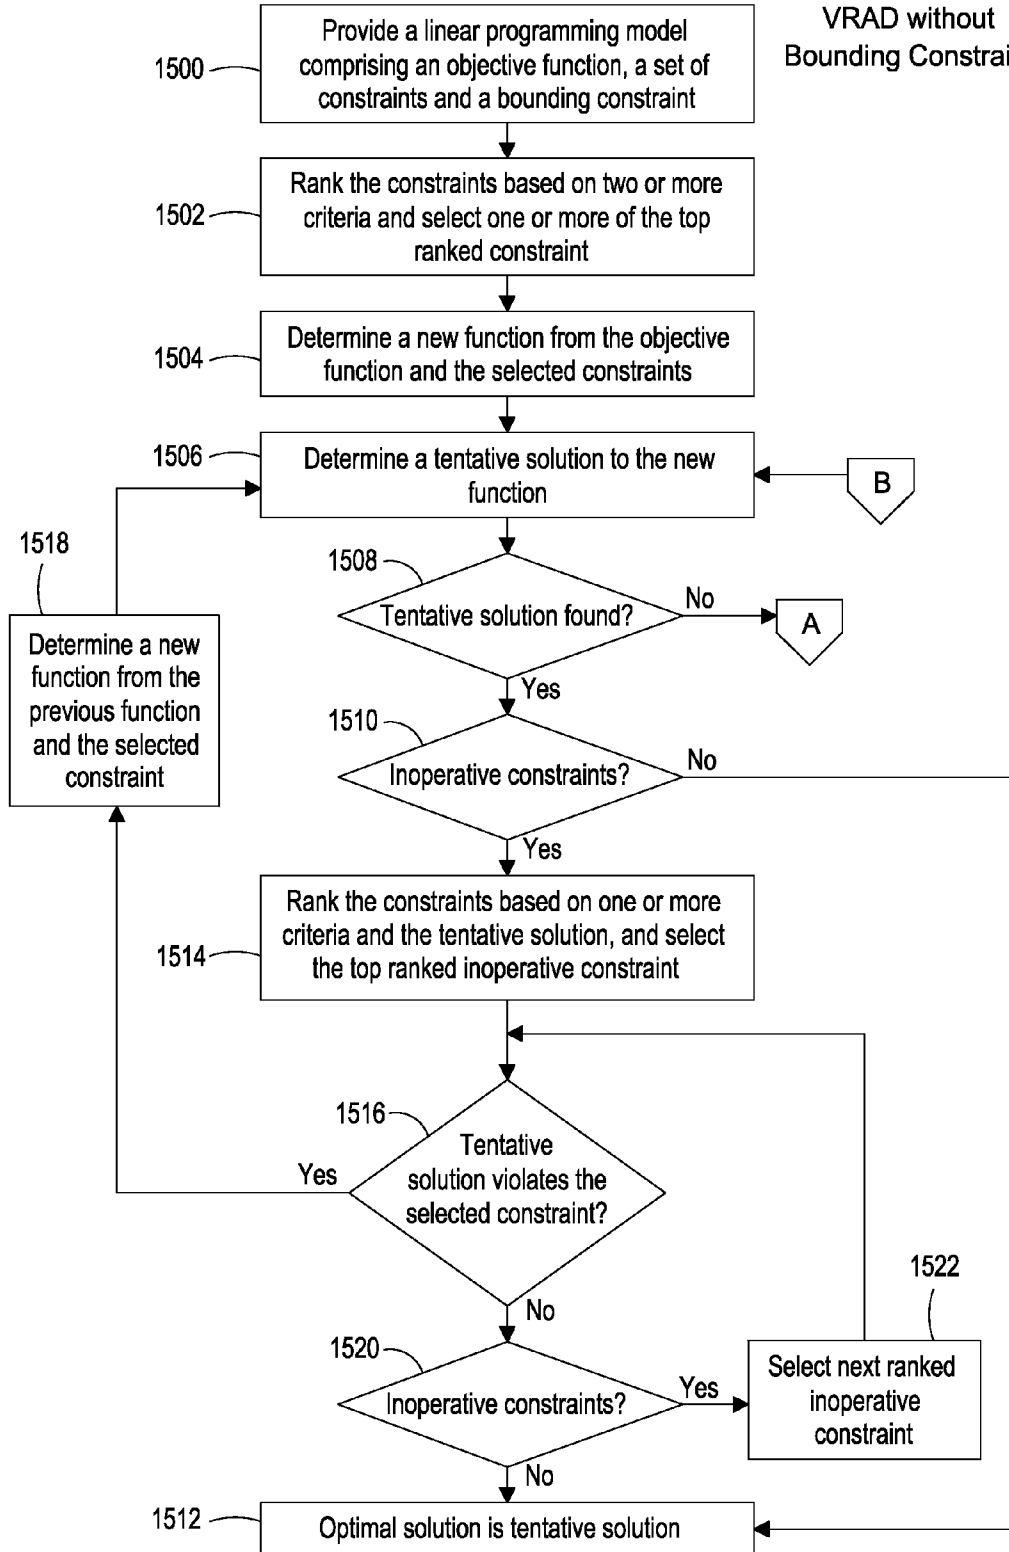 VRAD without
Bounding Constrai
1500
Provide a linear programming model
comprising an objective function, a set of
constraints and a bounding constraint
1502
Rank the constraints based on two or more
criteria and select one or more of the top
ranked constraint
1504
Determine a new function from the objective
function and the selected constraints
1506
Determine a tentative solution to the new
function
B
1518
Determine a new
function from the
previous function
and the selected
constraint
1508
Tentative solution found?
No
A
Yes
1510
Inoperative constraints?
No
Yes
1514
Rank the constraints based on one or more
criteria and the tentative solution, and select
the top ranked inoperative constraint
1516
Tentative
solution violates the
selected constraint?
Yes
No
1520
Inoperative constraints?
Yes
1522
Select next ranked
inoperative
constraint
No
1512
Optimal solution is tentative solution